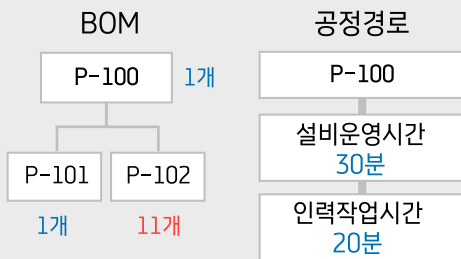 BOM
P-100 1개
P-101 P-102
1개 11개
공정경로
P-100
설비운영시간
30분
인력작업시간
20분